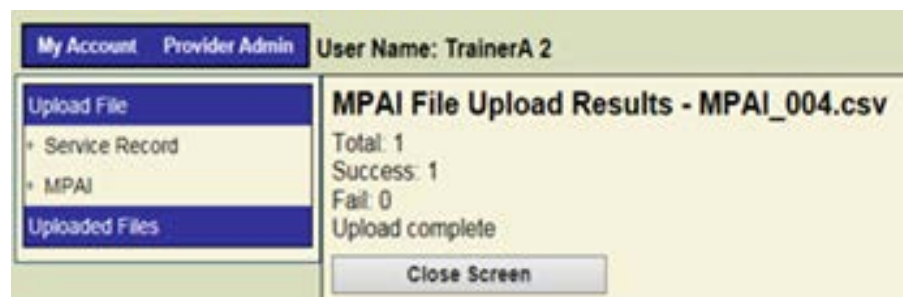 My Account Provider Admin User Name: TrainerA 2
Upload File
Service Record
MPAI
Uploaded Files
MPAI File Upload Results - MPAI_004.csv
Total: 1
Success: 1
Fail: 0
Upload complete
Close Screen